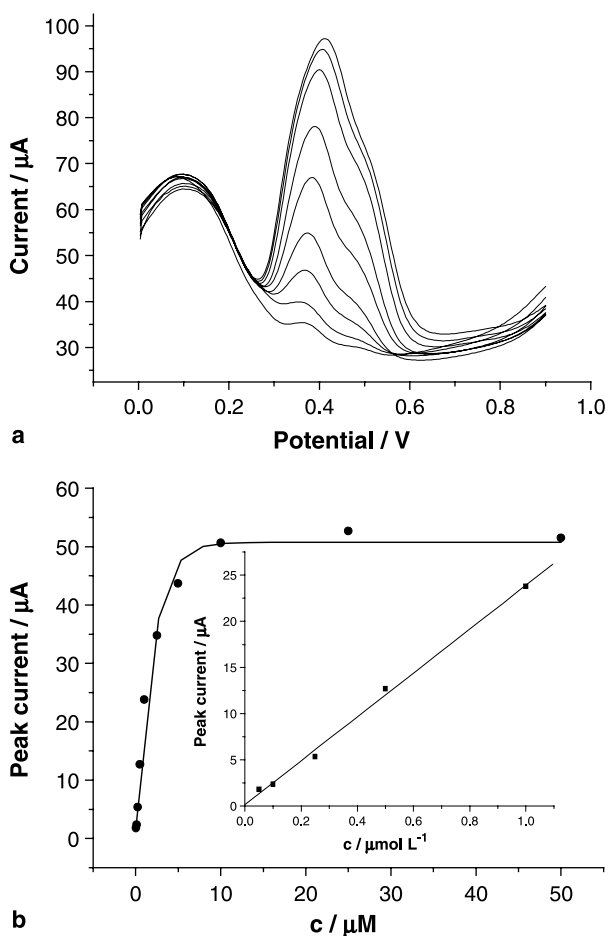 100
90
80
70
60
50
40
30
Current / μA
0.0 0.2 0.4 0.6 0.8 1.0
Potential / V
a
60
50
40
30
20
10
0
Peak current / μA
25
20
15
10
5
0
Peak current / μA
0.0 0.2 0.4 0.6 0.8 1.0
c / μmol L⁻¹
0 10 20 30 40 50
c / μM
b